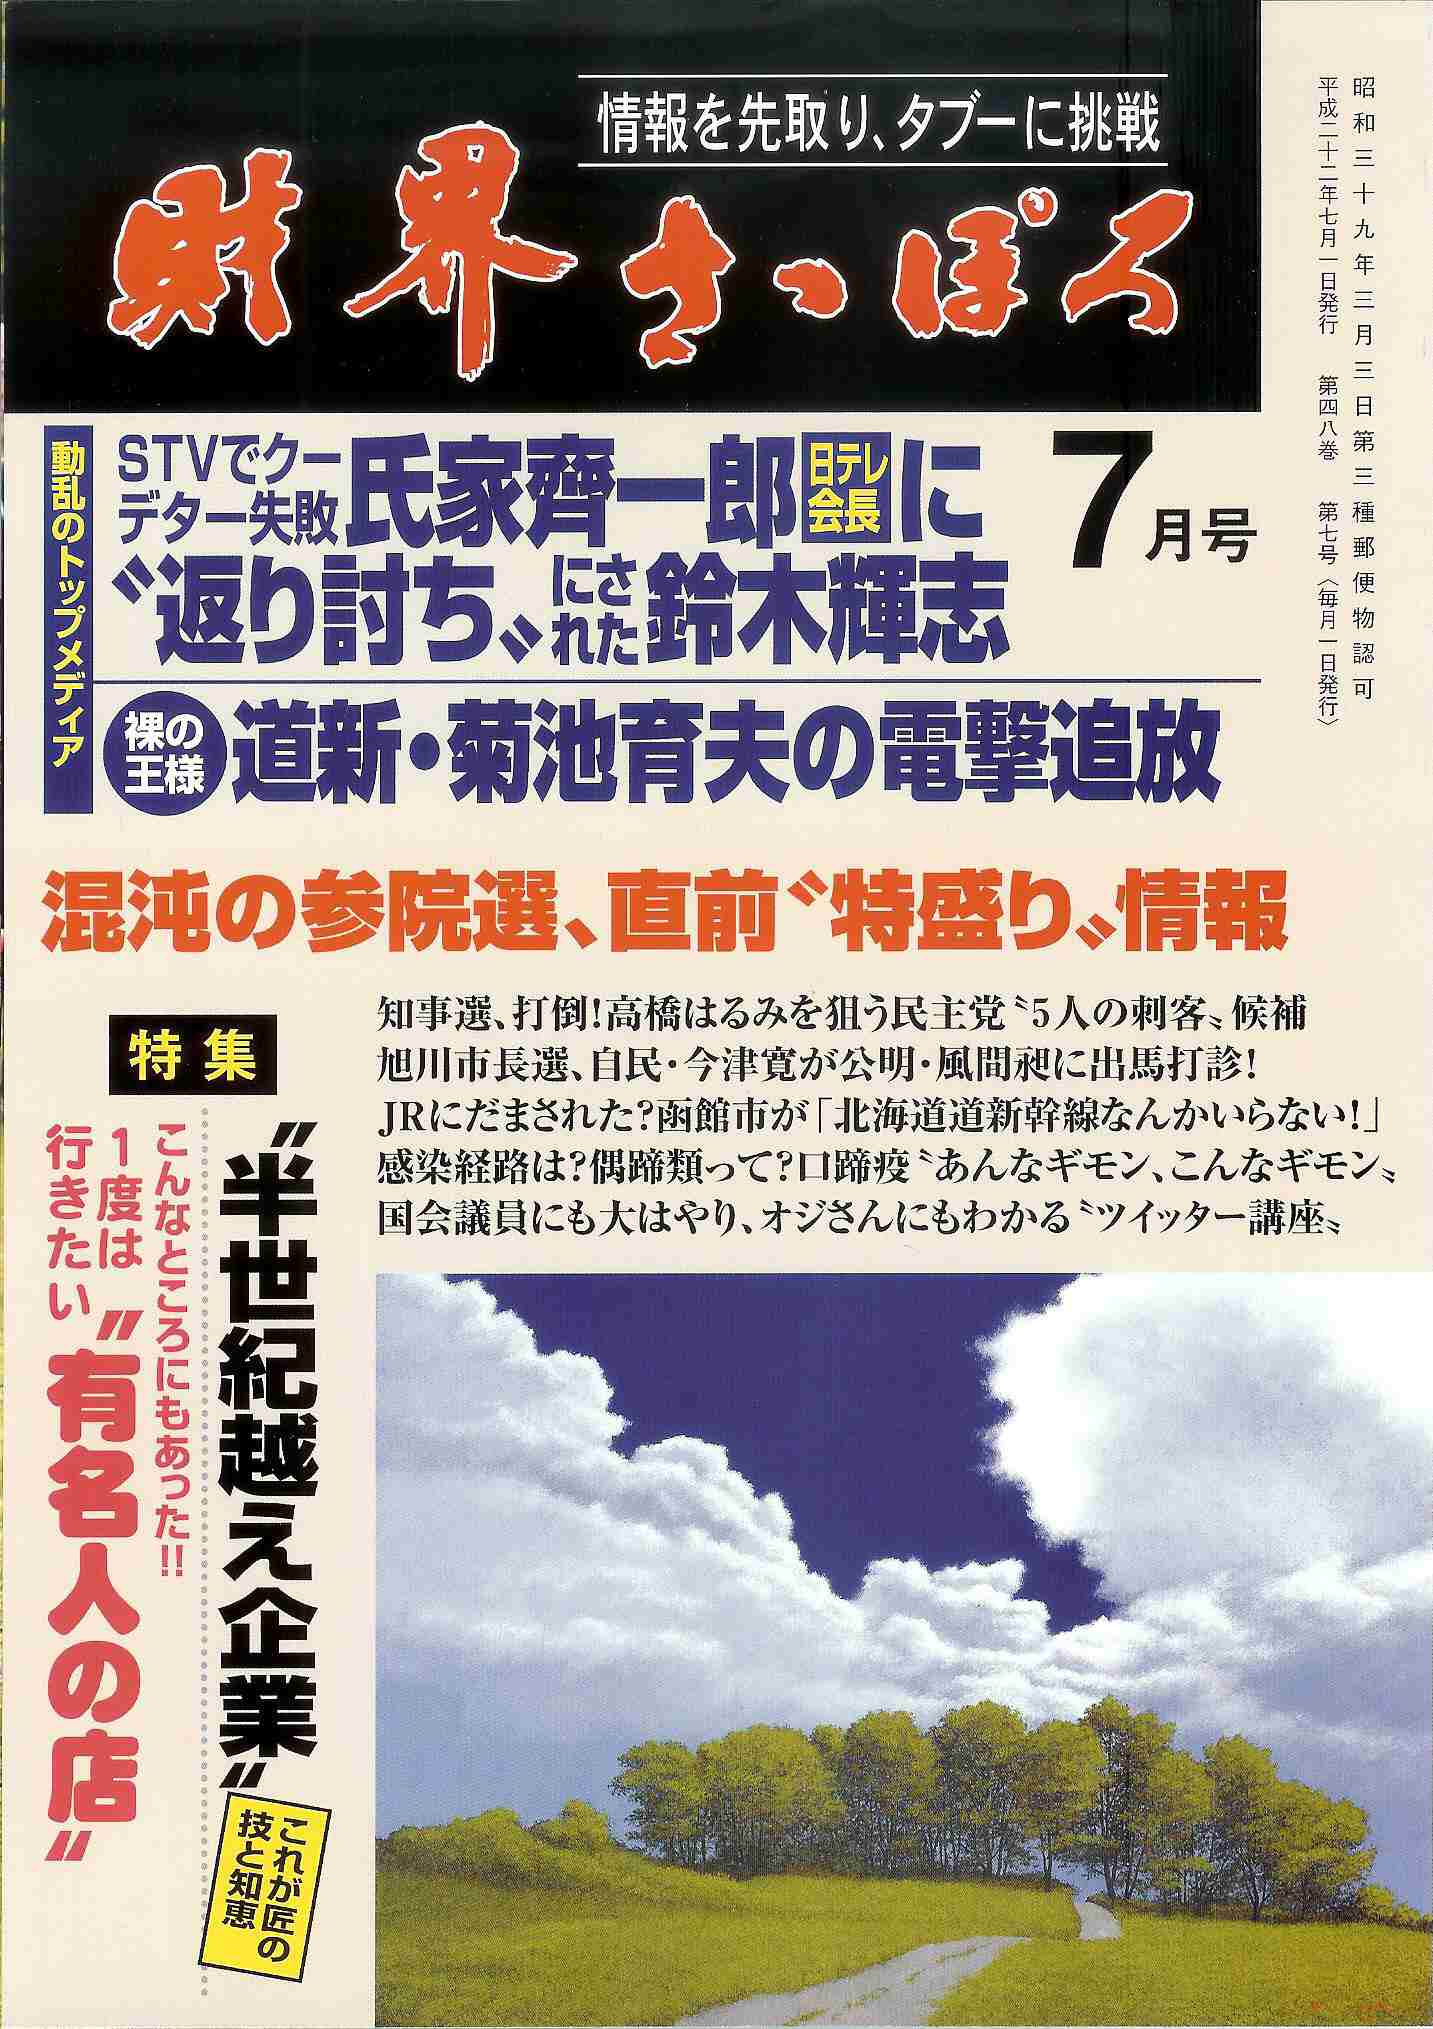 情報を先取り、タブーに挑戦
財界さっぽろ
昭和三十九年三月三日第三種郵便物認可
平成二十二年七月一日発行　第四八巻　第七号〈毎月一日発行〉
7月号
動乱のトップメディア
STVでクーデター失敗 氏家齊一郎 日テレ会長 に
〝返り討ち〟にされた 鈴木輝志
裸の王様 道新・菊池育夫の電撃追放
混沌の参院選、直前〝特盛り〟情報
知事選、打倒!高橋はるみを狙う民主党〝5人の刺客〟候補
旭川市長選、自民・今津寛が公明・風間昶に出馬打診!
JRにだまされた?函館市が「北海道道新幹線なんかいらない!」
感染経路は?偶蹄類って?口蹄疫〝あんなギモン、こんなギモン〟
国会議員にも大はやり、オジさんにもわかる〝ツイッター講座〟
特集
〝半世紀越え企業〟
これが匠の
技と知恵
こんなところにもあった!!
1度は
行きたい
〝有名人の店〟